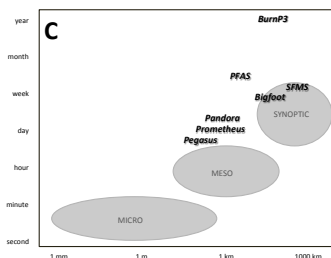 C
year
BurnP3
month
PFAS
week
SFMS
Bigfoot
SYNOPTIC
Pandora
day
Prometheus
Pegasus
hour
MESO
minute
MICRO
second
1 mm 1 m 1 km 1000 km